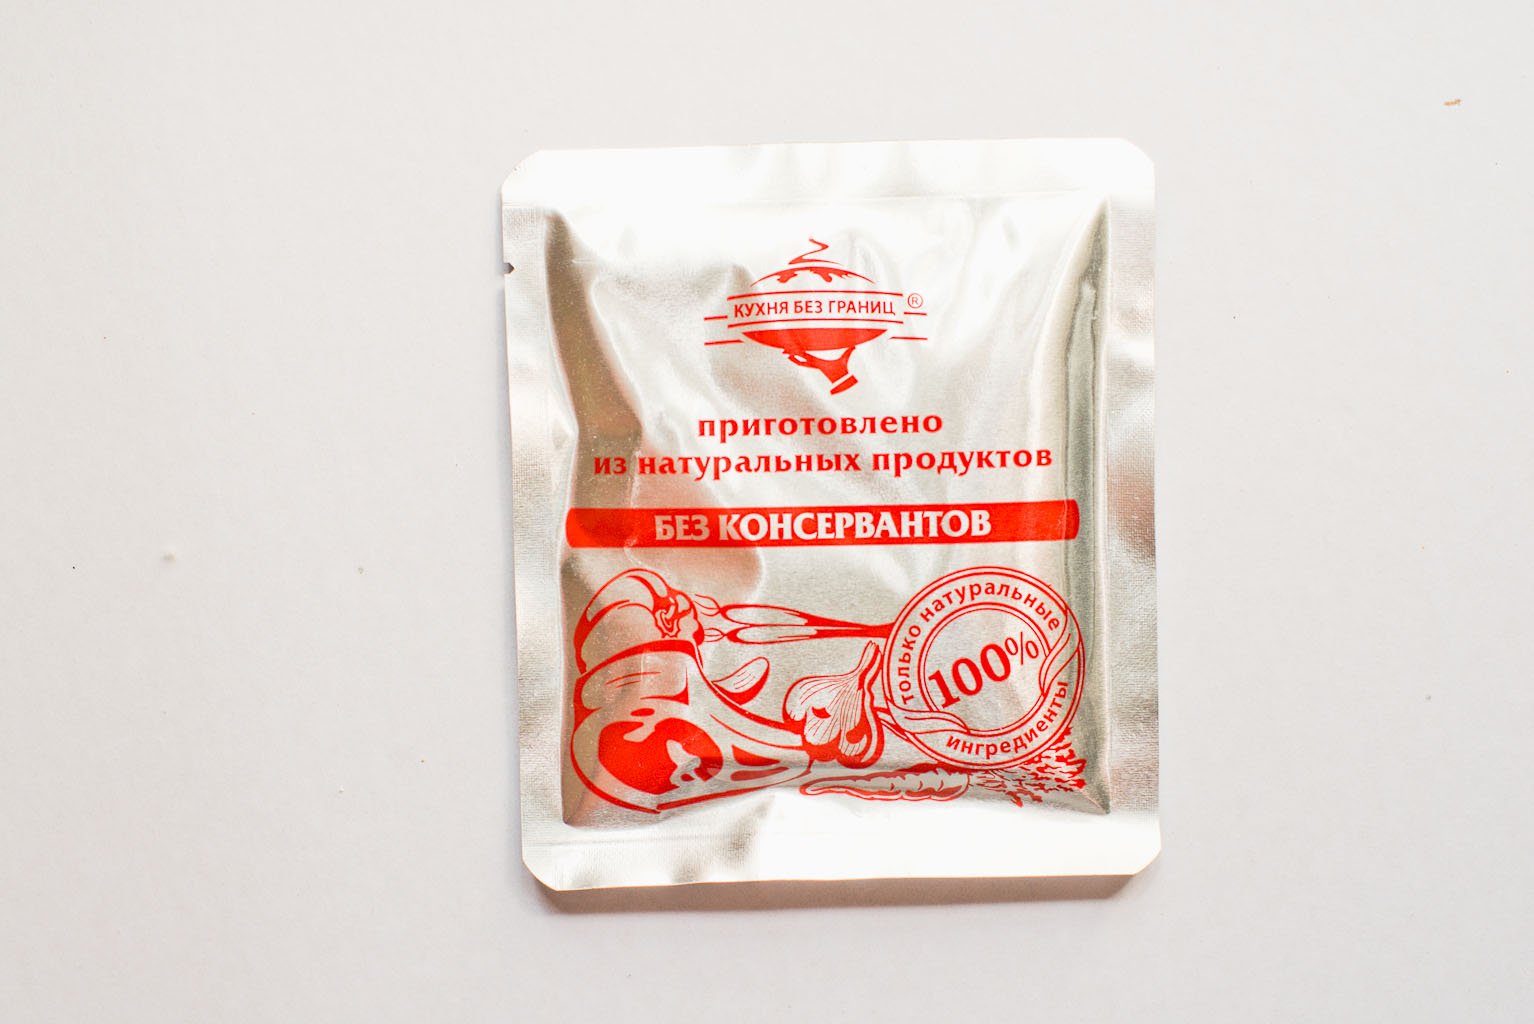 КУХНЯ БЕЗ ГРАНИЦ ®
приготовлено
из натуральных продуктов
БЕЗ КОНСЕРВАНТОВ
только натуральные
100%
ингредиенты